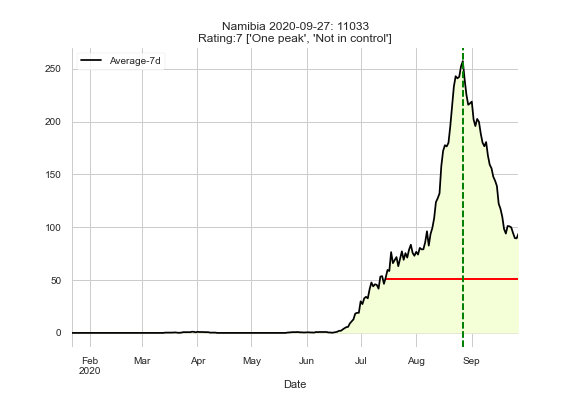 Namibia 2020-09-27: 11033
Rating:7 ['One peak', 'Not in control']
Average-7d
250
200
150
100
50
0
Feb Mar Apr May Jun Jul Aug Sep
2020
Date